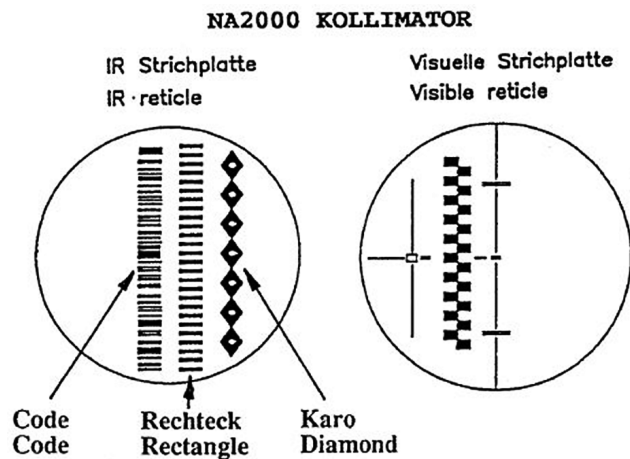 NA2000 KOLLIMATOR
IR Strichplatte
IR reticle
Visuelle Strichplatte
Visible reticle
Code
Code
Rechteck
Rectangle
Karo
Diamond